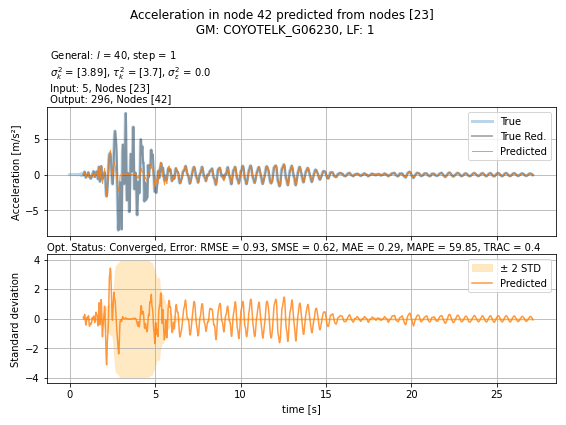 Acceleration in node 42 predicted from nodes [23]
GM: COYOTELK_G06230, LF: 1
General: l = 40, step = 1
σ²ₖ = [3.89], τ²ₖ = [3.7], σ²ε = 0.0
Input: 5, Nodes [23]
Output: 296, Nodes [42]
Acceleration [m/s²]
5
0
−5
True
True Red.
Predicted
Opt. Status: Converged, Error: RMSE = 0.93, SMSE = 0.62, MAE = 0.29, MAPE = 59.85, TRAC = 0.4
Standard deviation
4
2
0
−2
−4
± 2 STD
Predicted
0 5 10 15 20 25
time [s]